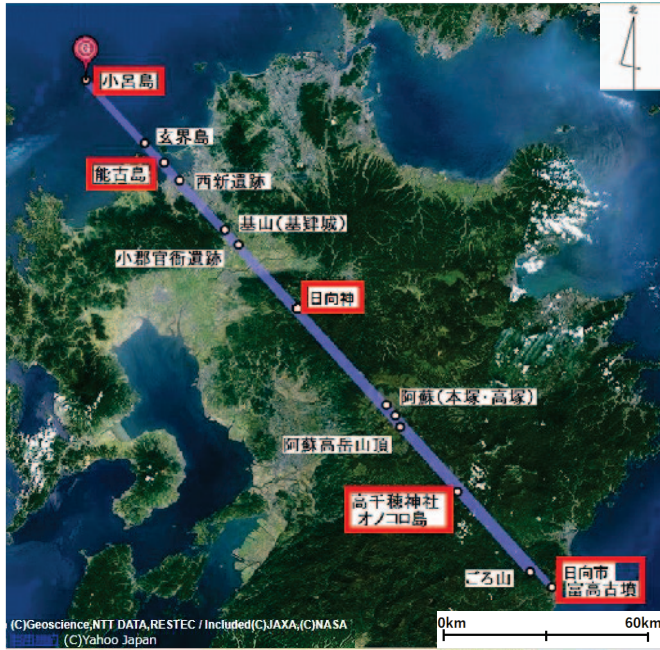 北
G
小呂島
玄界島
能古島
西新遺跡
基山(基肄城)
小郡官衙遺跡
日向神
阿蘇(本塚・高塚)
阿蘇高岳山頂
高千穂神社
オノコロ島
ごろ山
日向市
富高古墳
(C)Geoscience,NTT DATA,RESTEC / Included(C)JAXA,(C)NASA
(C)Yahoo Japan
0km
60km